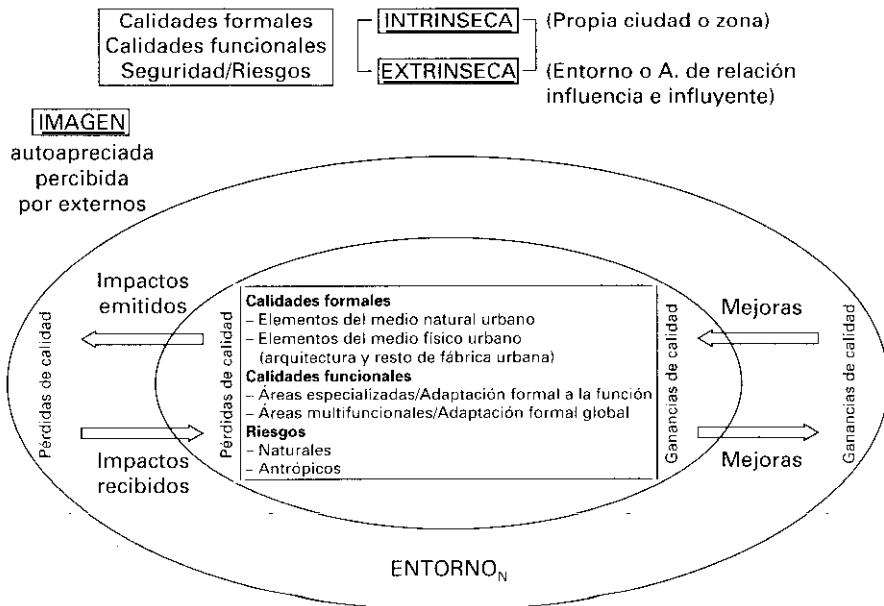 Calidades formales
Calidades funcionales
Seguridad/Riesgos
INTRINSECA
(Propia ciudad o zona)
EXTRINSECA
(Entorno o A. de relación
influencia e influyente)
IMAGEN
autoapreciada
percibida
por externos
Impactos
emitidos
Pérdidas de calidad
Impactos
recibidos
Pérdidas de calidad
Calidades formales
– Elementos del medio natural urbano
– Elementos del medio físico urbano
(arquitectura y resto de fábrica urbana)
Calidades funcionales
– Áreas especializadas/Adaptación formal a la función
– Áreas multifuncionales/Adaptación formal global
Riesgos
– Naturales
– Antrópicos
Ganancias de calidad
Mejoras
Mejoras
Ganancias de calidad
ENTORNO_N